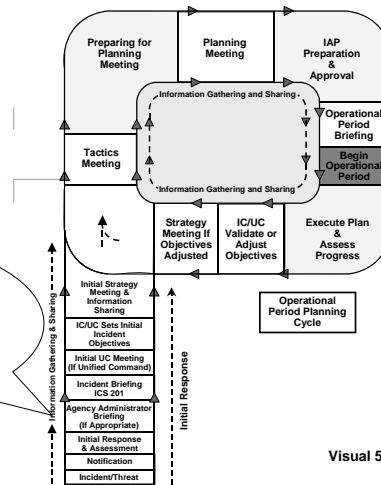 Preparing for
Planning
Meeting
Planning
Meeting
IAP
Preparation
&
Approval
Information Gathering and Sharing
Operational
Period
Briefing
Tactics
Meeting
Begin
Operational
Period
Information Gathering and Sharing
Strategy
Meeting If
Objectives
Adjusted
IC/UC
Validate or
Adjust
Objectives
Execute Plan
&
Assess
Progress
Initial Strategy
Meeting &
Information
Sharing
Operational
Period Planning
Cycle
IC/UC Sets Initial
Incident
Objectives
Initial UC Meeting
(If Unified Command)
Incident Briefing
ICS 201
Agency Administrator
Briefing
(If Appropriate)
Initial Response
& Assessment
Notification
Incident/Threat
Information Gathering & Sharing
Initial Response
Visual 5